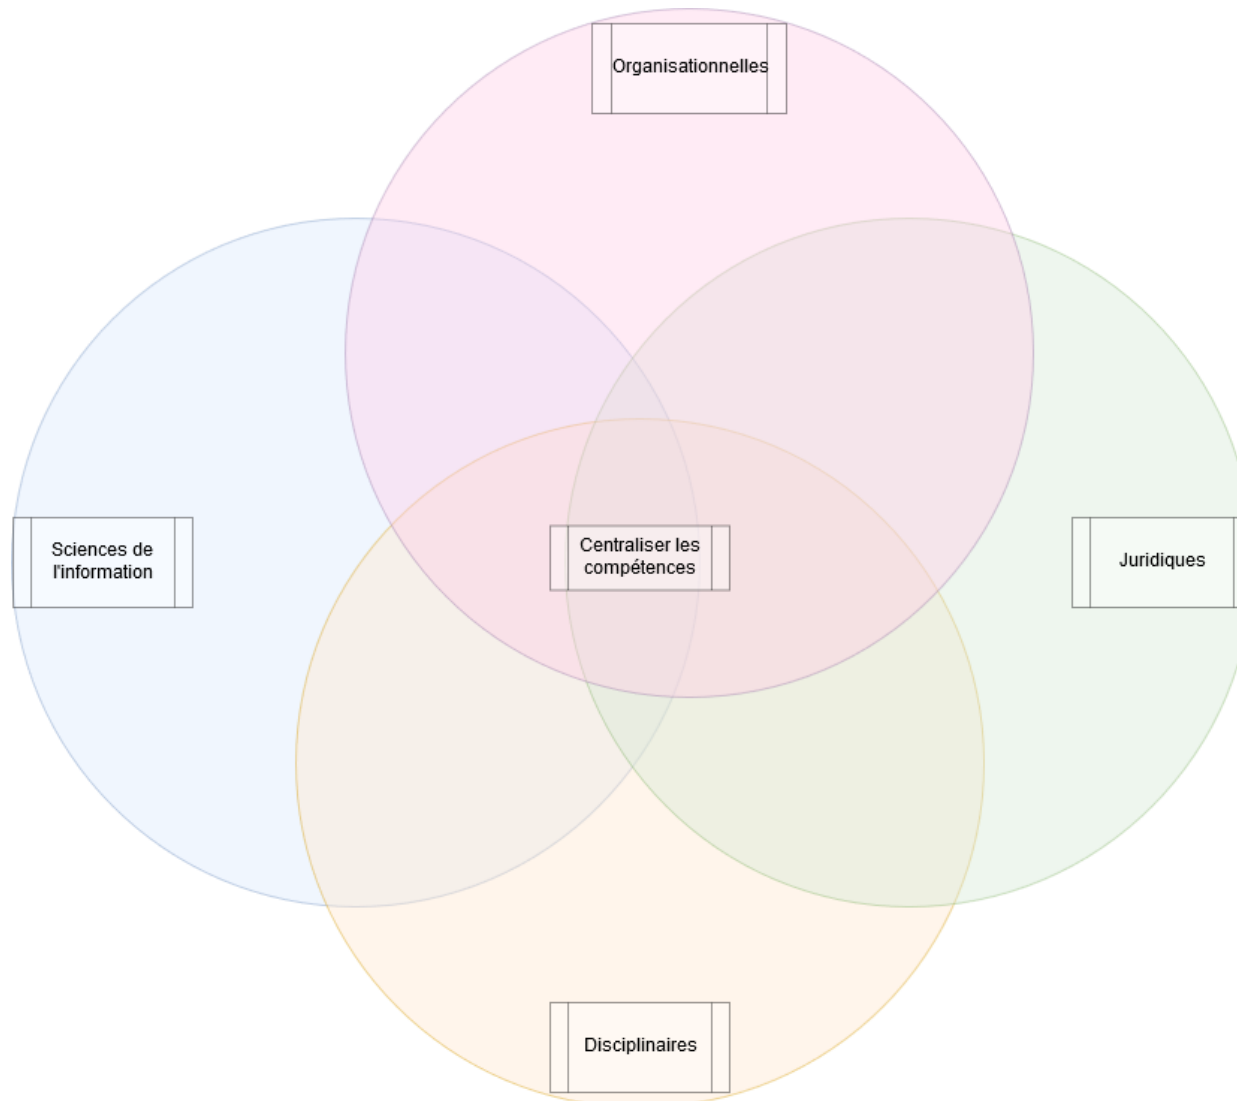 Organisationnelles
Sciences de
l'information
Centraliser les
compétences
Juridiques
Disciplinaires